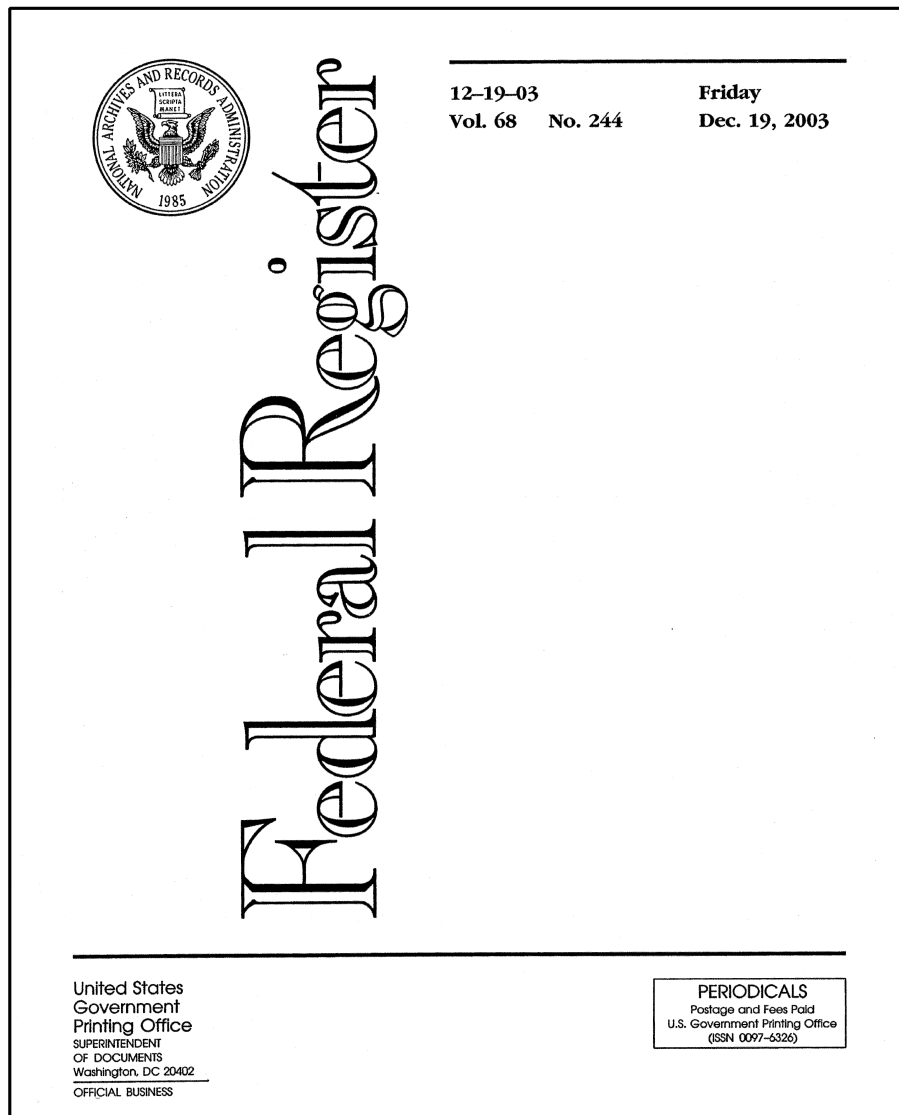 NATIONAL ARCHIVES AND RECORDS ADMINISTRATION
LITTERA
SCRIPTA
MANET
1985
Federal Register
12–19–03
Vol. 68 No. 244
Friday
Dec. 19, 2003
United States
Government
Printing Office
SUPERINTENDENT
OF DOCUMENTS
Washington, DC 20402
OFFICIAL BUSINESS
PERIODICALS
Postage and Fees Paid
U.S. Government Printing Office
(ISSN 0097–6326)